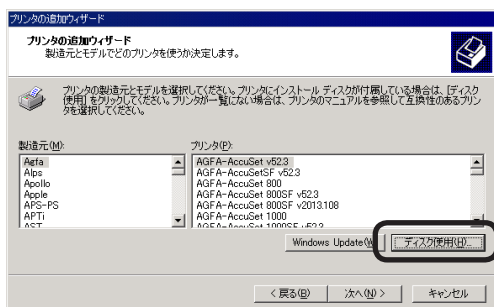 プリンタの追加ウィザード
プリンタの追加ウィザード
製造元とモデルでどのプリンタを使うか決定します。
プリンタの製造元とモデルを選択してください。プリンタにインストール ディスクが付属している場合は、[ディスク
使用] をクリックしてください。プリンタが一覧にない場合は、プリンタのマニュアルを参照して互換性のあるプリン
タを選択してください。
製造元(M):
Agfa
Alps
Apollo
Apple
APS-PS
APTi
AST
プリンタ(P):
AGFA-AccuSet v52.3
AGFA-AccuSetSF v52.3
AGFA-AccuSet 800
AGFA-AccuSet 800SF v52.3
AGFA-AccuSet 800SF v2013.108
AGFA-AccuSet 1000
AGFA-AccuSet 1000SF v52.3
Windows Update(W)
ディスク使用(H)...
< 戻る(B)
次へ(N) >
キャンセル